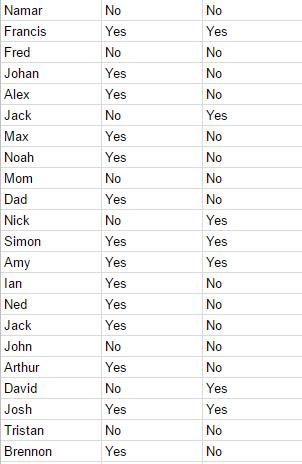 Namar No No
Francis Yes Yes
Fred No No
Johan Yes No
Alex Yes No
Jack No Yes
Max Yes No
Noah Yes No
Mom No No
Dad Yes No
Nick No Yes
Simon Yes Yes
Amy Yes Yes
Ian Yes No
Ned Yes No
Jack Yes No
John No No
Arthur Yes No
David No Yes
Josh Yes Yes
Tristan No No
Brennon Yes No